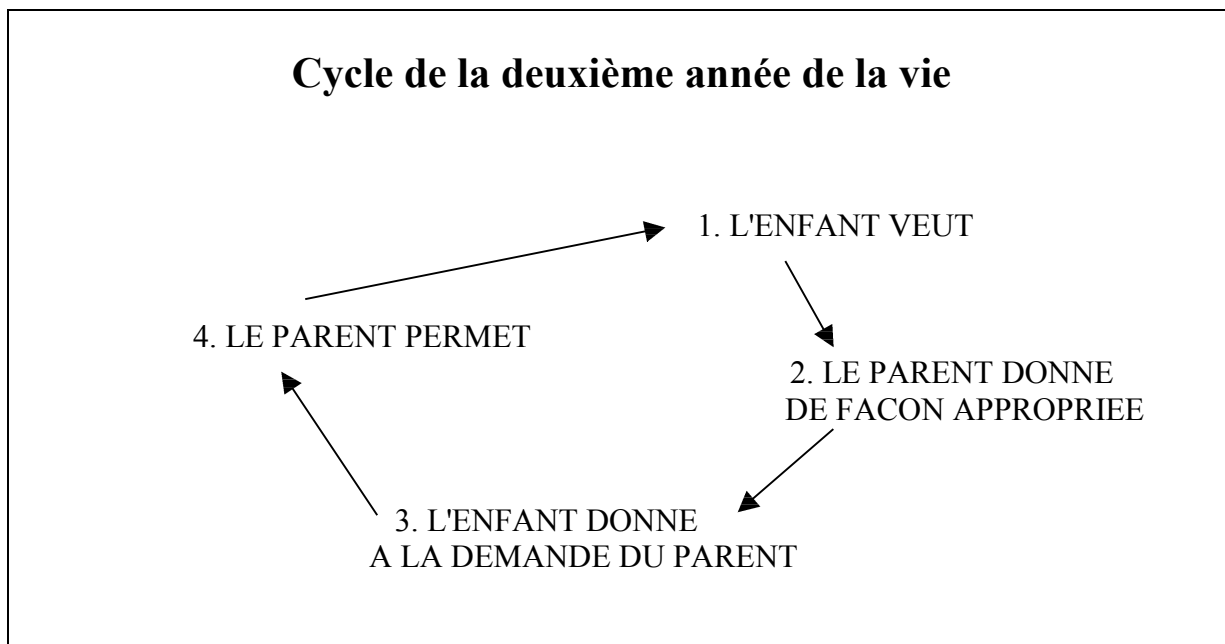 Cycle de la deuxième année de la vie
1. L'ENFANT VEUT
2. LE PARENT DONNE
DE FACON APPROPRIEE
3. L'ENFANT DONNE
A LA DEMANDE DU PARENT
4. LE PARENT PERMET